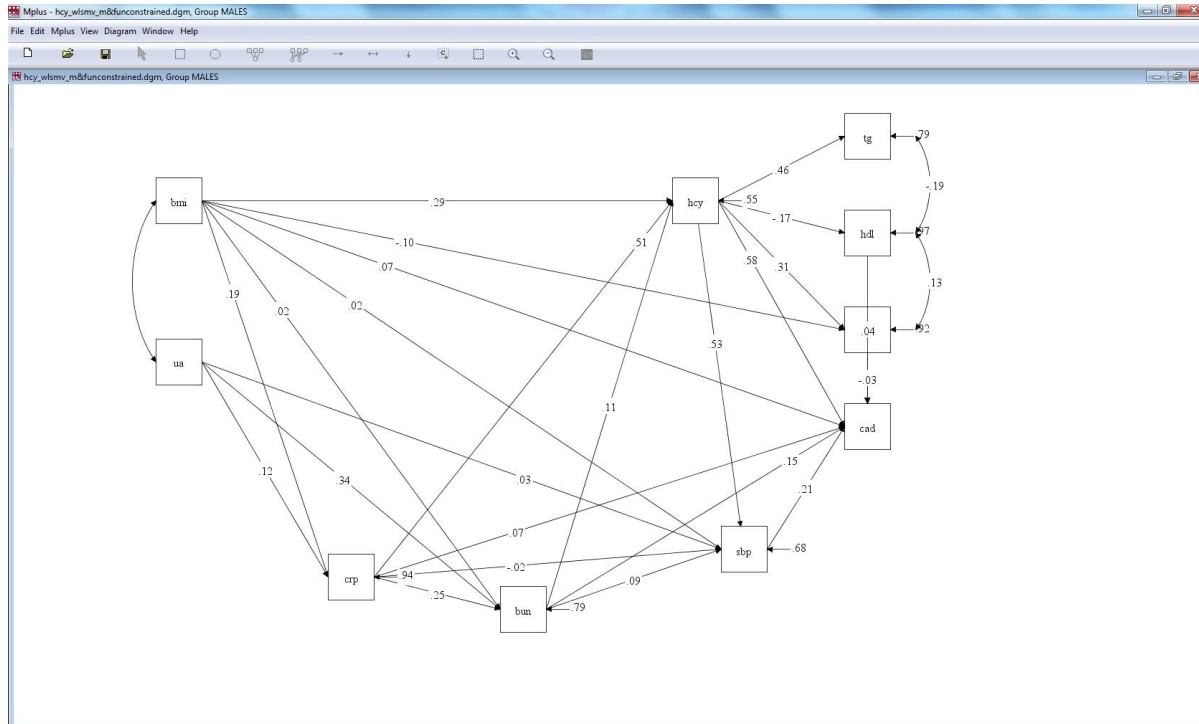 Mplus - hcy_wlsmv_m&funconstrained.dgm, Group MALES
File Edit Mplus View Diagram Window Help
hcy_wlsmv_m&funconstrained.dgm, Group MALES
tg
.79
.46
-.19
bmi
.29
hcy
.55
-.17
hdl
.97
-.10
.51
.58
.31
.07
.13
.19
.02
.02
.04
.92
.53
ua
-.03
.11
cad
.12
.34
.03
.15
.21
.07
sbp
.68
crp
.94
-.02
.25
.09
bun
.79